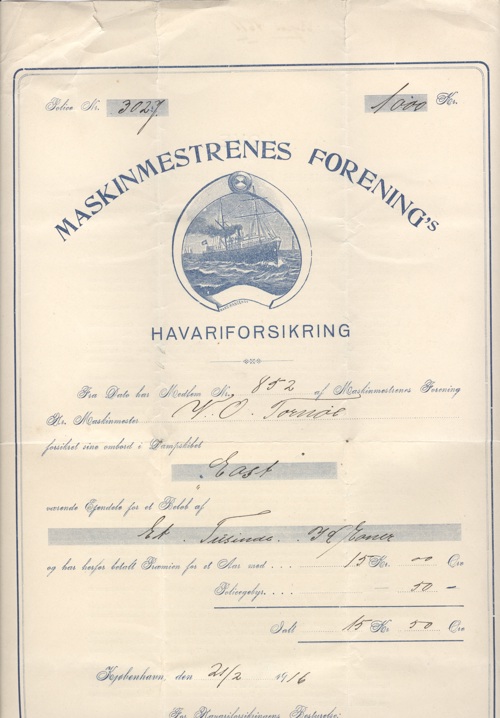 Police Nr. 3027 1000 Kr.
MASKINMESTRENES FORENING's
HAVARIFORSIKRING
Fra Dato har Medlem Nr. 852 af Maskinmestrenes Forening
Hr. Maskinmester V. O. Tornøe
forsikret sine ombord i Dampskibet
East
værende Ejendele for et Beløb af
Et Tusinde Kroner
og har herfor betalt Præmien for et Aar med . . . . 15 Kr. 00 Øre
Policegebyr. . . . . — 50 —
Ialt 15 Kr. 50 Øre
Kjøbenhavn, den 21/2 1916
For Havariforsikringens Bestyrelse: